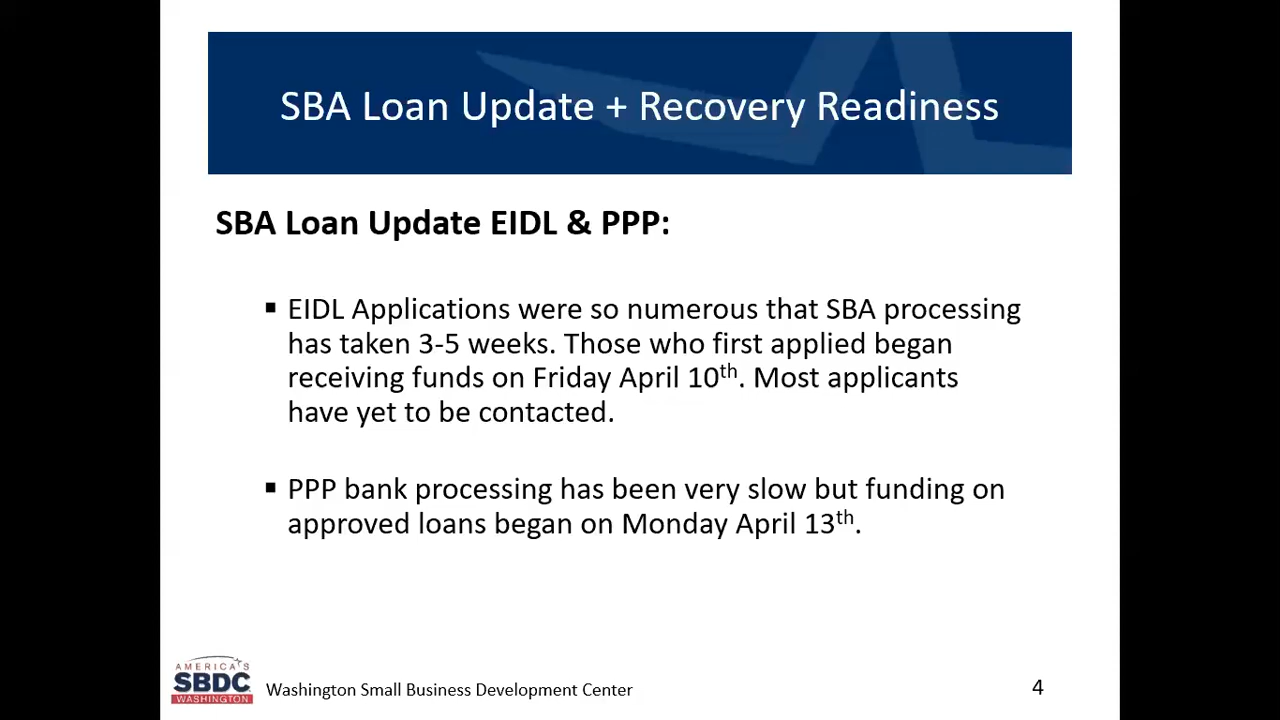 SBA Loan Update + Recovery Readiness
SBA Loan Update EIDL & PPP:
▪ EIDL Applications were so numerous that SBA processing
has taken 3-5 weeks. Those who first applied began
receiving funds on Friday April 10th. Most applicants
have yet to be contacted.
▪ PPP bank processing has been very slow but funding on
approved loans began on Monday April 13th.
AMERICA'S
SBDC
WASHINGTON
Washington Small Business Development Center
4